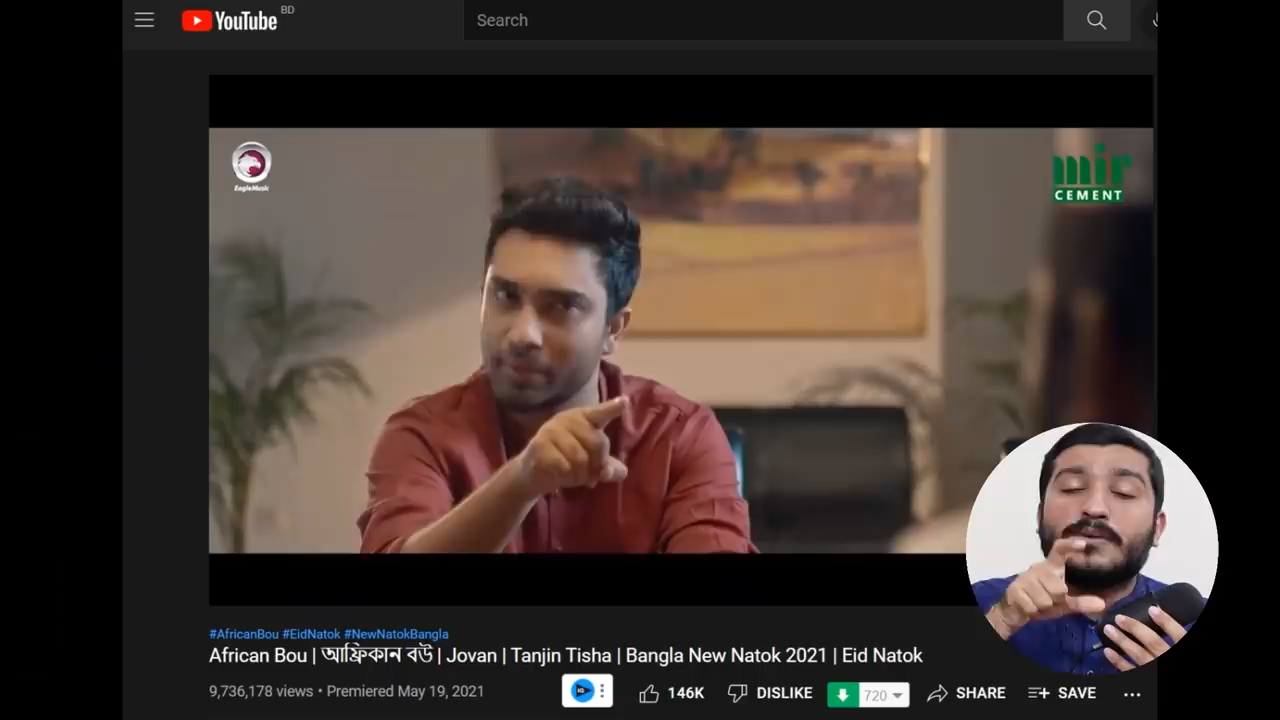 YouTube BD
Search
EagleMusic
mir
CEMENT
#AfricanBou #EidNatok #NewNatokBangla
African Bou | আফ্রিকান বউ | Jovan | Tanjin Tisha | Bangla New Natok 2021 | Eid Natok
9,736,178 views • Premiered May 19, 2021
146K DISLIKE 720 SHARE SAVE